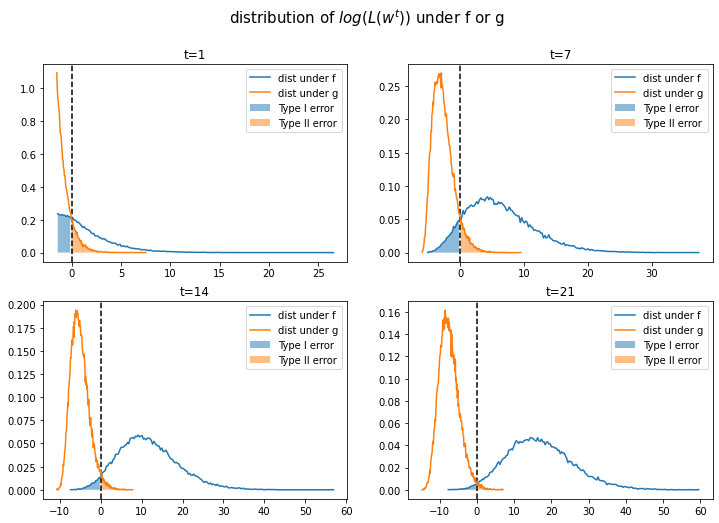 distribution of log(L(w^t)) under f or g
t=1
1.0
0.8
0.6
0.4
0.2
0.0
0 5 10 15 20 25
dist under f
dist under g
Type I error
Type II error
t=7
0.25
0.20
0.15
0.10
0.05
0.00
0 10 20 30
dist under f
dist under g
Type I error
Type II error
t=14
0.200
0.175
0.150
0.125
0.100
0.075
0.050
0.025
0.000
−10 0 10 20 30 40 50 60
dist under f
dist under g
Type I error
Type II error
t=21
0.16
0.14
0.12
0.10
0.08
0.06
0.04
0.02
0.00
−10 0 10 20 30 40 50 60
dist under f
dist under g
Type I error
Type II error